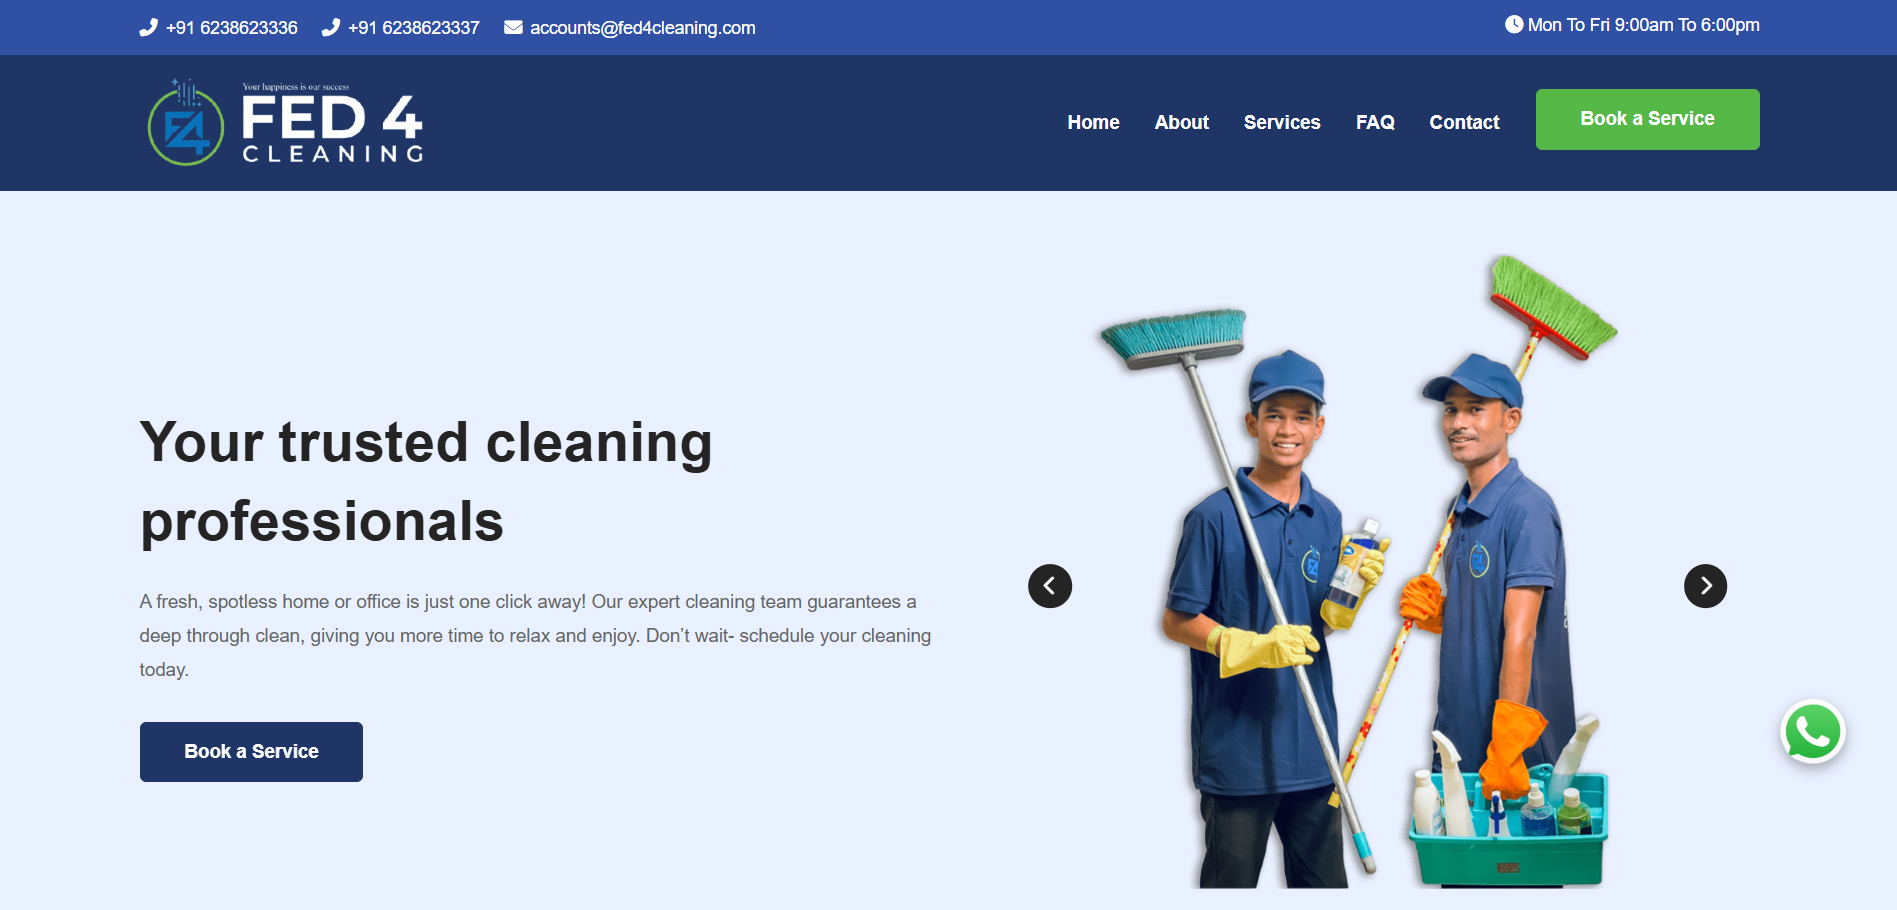 +91 6238623336 +91 6238623337 accounts@fed4cleaning.com Mon To Fri 9:00am To 6:00pm
Your happiness is our success
FED 4
CLEANING
Home About Services FAQ Contact Book a Service
Your trusted cleaning
professionals
A fresh, spotless home or office is just one click away! Our expert cleaning team guarantees a
deep through clean, giving you more time to relax and enjoy. Don’t wait- schedule your cleaning
today.
Book a Service